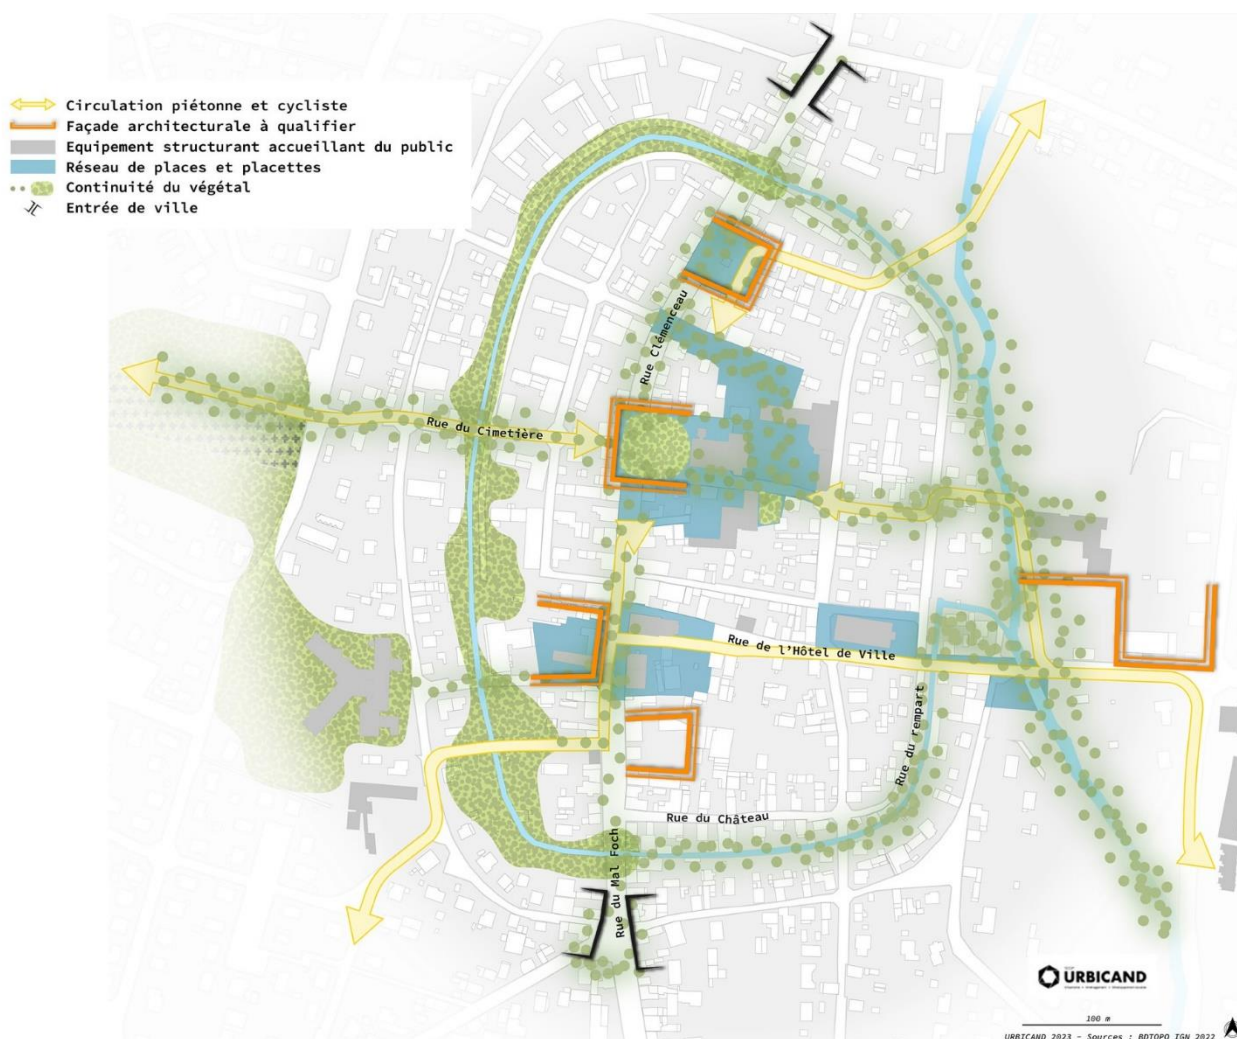 Circulation piétonne et cycliste
Façade architecturale à qualifier
Equipement structurant accueillant du public
Réseau de places et placettes
Continuité du végétal
Entrée de ville
Rue Clémenceau
Rue du Cimetière
Rue de l'Hôtel de Ville
Rue du rempart
Rue du Château
Rue du Mal Foch
URBICAND
100 m
URBICAND 2023 - Sources : BDTOPO IGN 2022